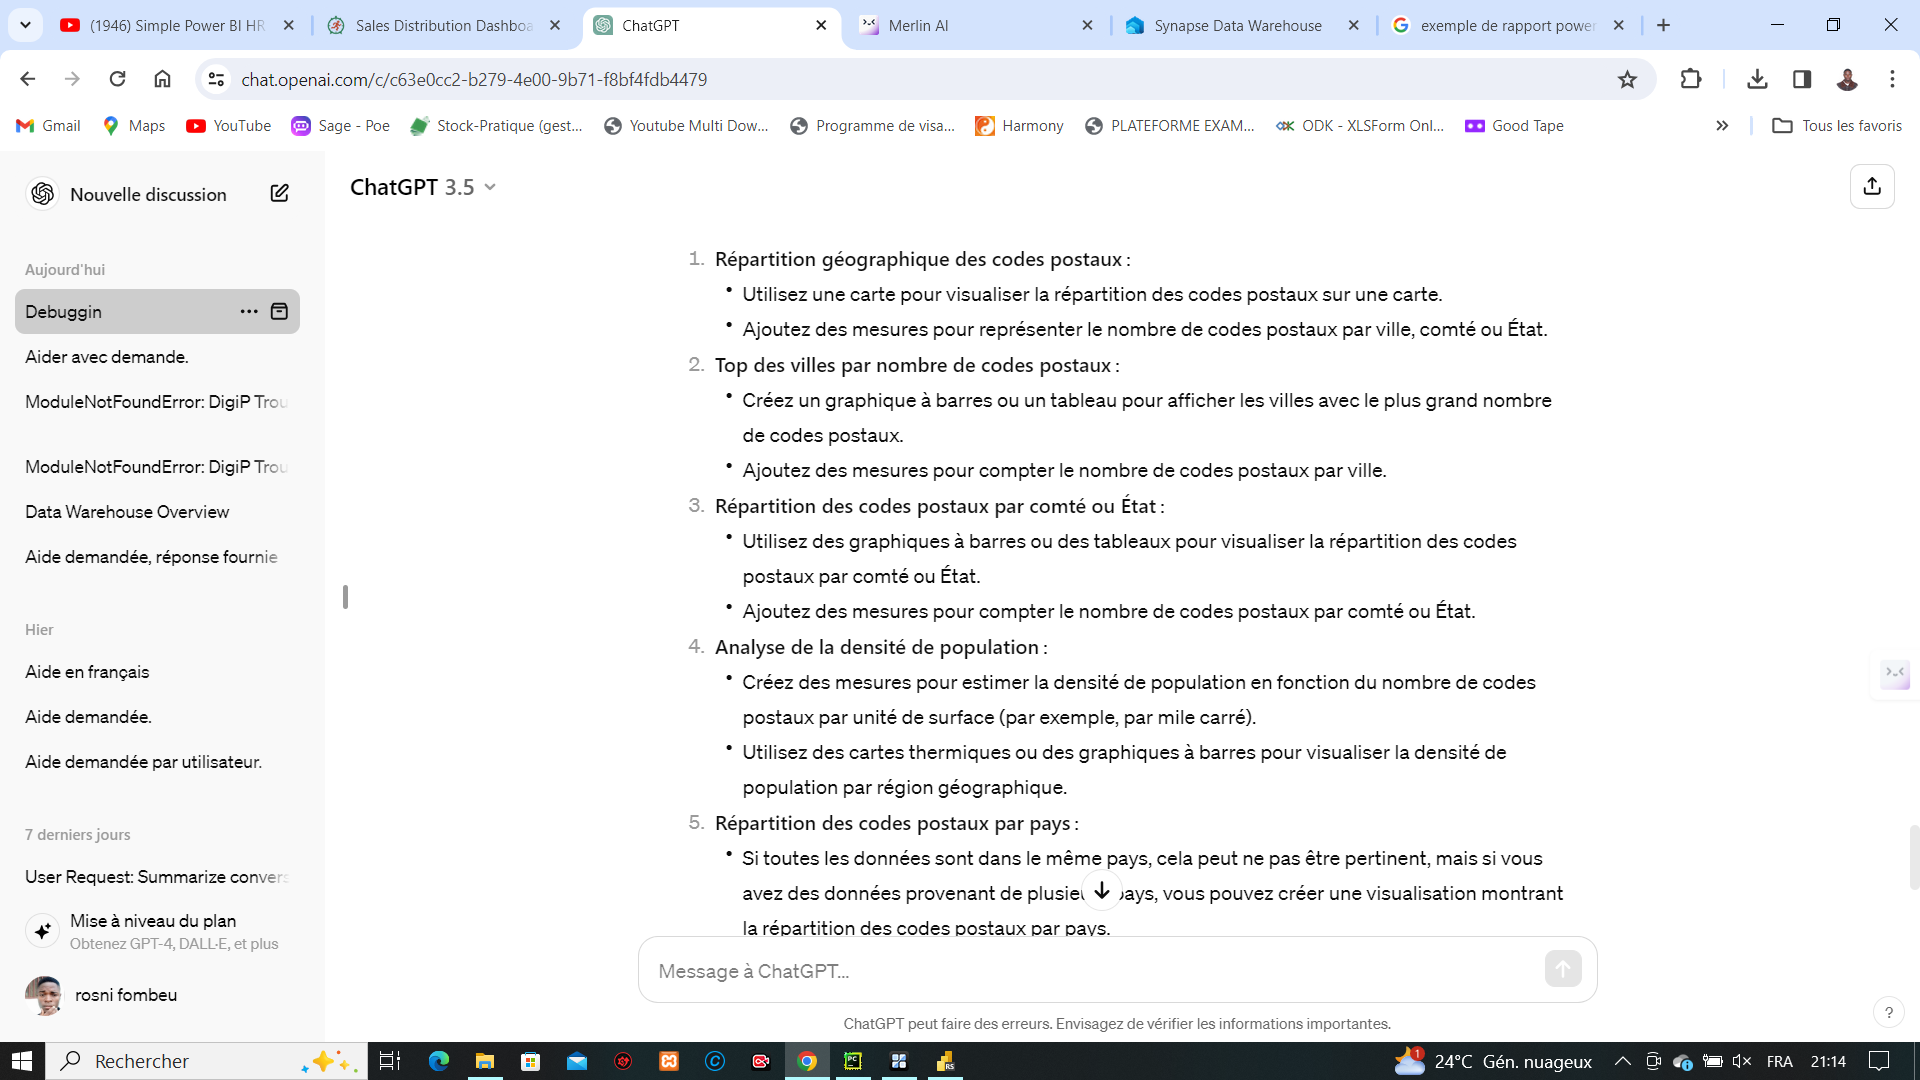 (1946) Simple Power BI HR
Sales Distribution Dashboa
ChatGPT
Merlin AI
Synapse Data Warehouse
exemple de rapport power
chat.openai.com/c/c63e0cc2-b279-4e00-9b71-f8bf4fdb4479
Gmail
Maps
YouTube
Sage - Poe
Stock-Pratique (gest...
Youtube Multi Dow...
Programme de visa...
Harmony
PLATEFORME EXAM...
ODK - XLSForm Onl...
Good Tape
Tous les favoris
Nouvelle discussion
Aujourd'hui
Debuggin
Aider avec demande.
ModuleNotFoundError: DigiP Trou
ModuleNotFoundError: DigiP Trou
Data Warehouse Overview
Aide demandée, réponse fournie
Hier
Aide en français
Aide demandée.
Aide demandée par utilisateur.
7 derniers jours
User Request: Summarize convers
Mise à niveau du plan
Obtenez GPT-4, DALL·E, et plus
rosni fombeu
ChatGPT 3.5
1. Répartition géographique des codes postaux :
• Utilisez une carte pour visualiser la répartition des codes postaux sur une carte.
• Ajoutez des mesures pour représenter le nombre de codes postaux par ville, comté ou État.
2. Top des villes par nombre de codes postaux :
• Créez un graphique à barres ou un tableau pour afficher les villes avec le plus grand nombre
de codes postaux.
• Ajoutez des mesures pour compter le nombre de codes postaux par ville.
3. Répartition des codes postaux par comté ou État :
• Utilisez des graphiques à barres ou des tableaux pour visualiser la répartition des codes
postaux par comté ou État.
• Ajoutez des mesures pour compter le nombre de codes postaux par comté ou État.
4. Analyse de la densité de population :
• Créez des mesures pour estimer la densité de population en fonction du nombre de codes
postaux par unité de surface (par exemple, par mile carré).
• Utilisez des cartes thermiques ou des graphiques à barres pour visualiser la densité de
population par région géographique.
5. Répartition des codes postaux par pays :
• Si toutes les données sont dans le même pays, cela peut ne pas être pertinent, mais si vous
avez des données provenant de plusieu ays, vous pouvez créer une visualisation montrant
la répartition des codes postaux par pays.
Message à ChatGPT...
ChatGPT peut faire des erreurs. Envisagez de vérifier les informations importantes.
?
Rechercher
1
24°C Gén. nuageux
FRA
21:14